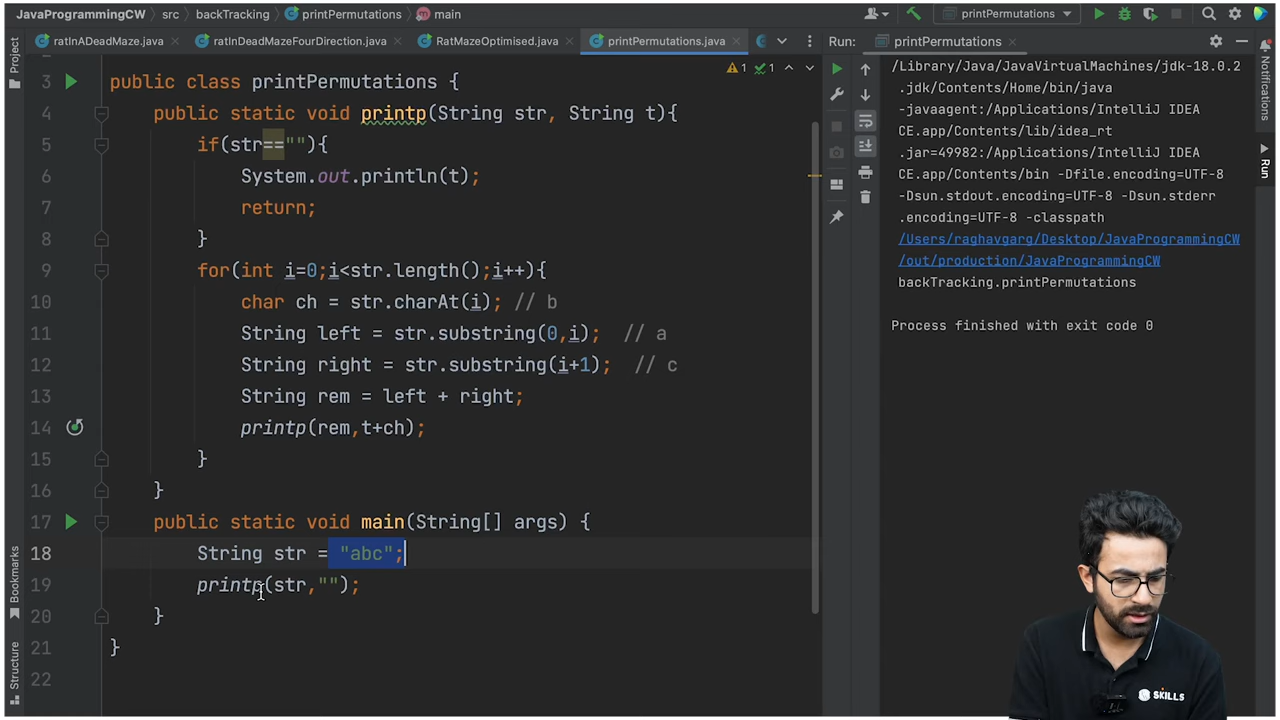 JavaProgrammingCW
src
backTracking
printPermutations
main
printPermutations
ratInADeadMaze.java
ratInDeadMazeFourDirection.java
RatMazeOptimised.java
printPermutations.java
Run:
printPermutations
Project
Notifications
Run
Bookmarks
Structure
1
1
3 public class printPermutations {
4 public static void printp(String str, String t){
5 if(str==""){
6 System.out.println(t);
7 return;
8 }
9 for(int i=0;i<str.length();i++){
10 char ch = str.charAt(i); // b
11 String left = str.substring(0,i); // a
12 String right = str.substring(i+1); // c
13 String rem = left + right;
14 printp(rem,t+ch);
15 }
16 }
17 public static void main(String[] args) {
18 String str = "abc";
19 printp(str,"");
20 }
21 }
22
/Library/Java/JavaVirtualMachines/jdk-18.0.2
.jdk/Contents/Home/bin/java
-javaagent:/Applications/IntelliJ IDEA
CE.app/Contents/lib/idea_rt
.jar=49982:/Applications/IntelliJ IDEA
CE.app/Contents/bin -Dfile.encoding=UTF-8
-Dsun.stdout.encoding=UTF-8 -Dsun.stderr
.encoding=UTF-8 -classpath
/Users/raghavgarg/Desktop/JavaProgrammingCW
/out/production/JavaProgrammingCW
backTracking.printPermutations
Process finished with exit code 0
SKILLS